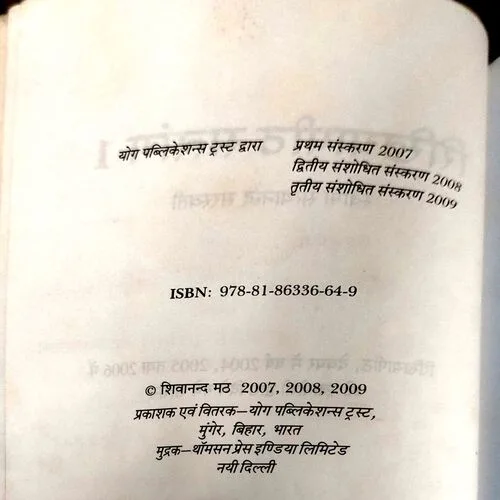 योग पब्लिकेशन्स ट्रस्ट द्वारा प्रथम संस्करण 2007
द्वितीय संशोधित संस्करण 2008
तृतीय संशोधित संस्करण 2009
ISBN: 978-81-86336-64-9
© शिवानन्द मठ 2007, 2008, 2009
प्रकाशक एवं वितरक—योग पब्लिकेशन्स ट्रस्ट,
मुंगेर, बिहार, भारत
मुद्रक—थॉमसन प्रेस इण्डिया लिमिटेड
नयी दिल्ली